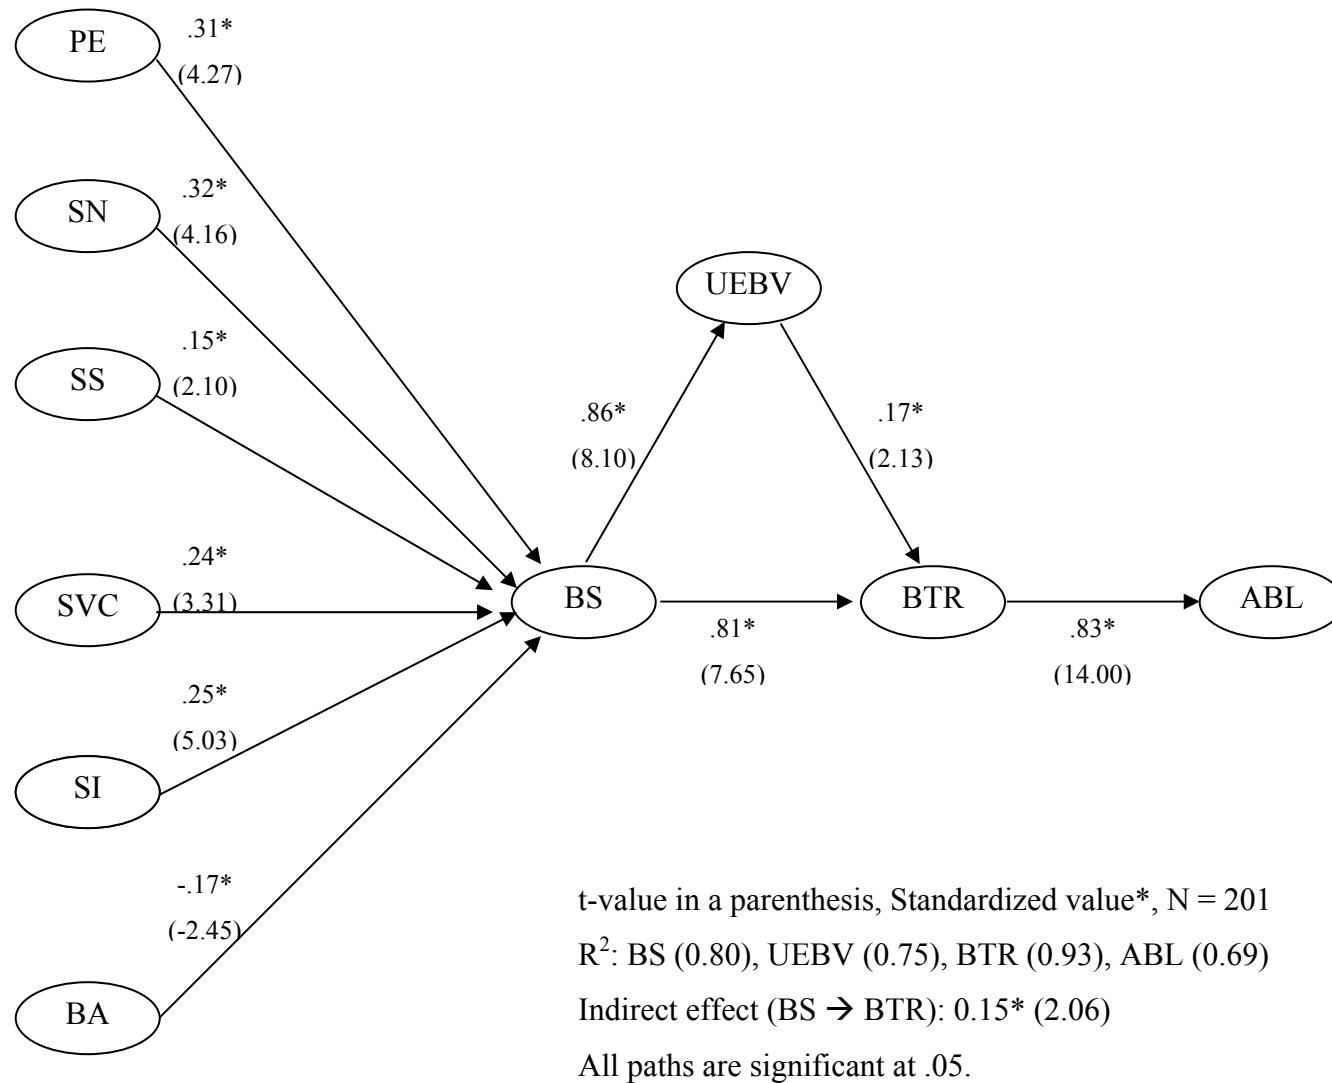 PE
.31*
(4.27)
SN
.32*
(4.16)
SS
.15*
(2.10)
SVC
.24*
(3.31)
SI
.25*
(5.03)
BA
-.17*
(-2.45)
UEBV
.86*
(8.10)
.17*
(2.13)
BS
BTR
ABL
.81*
(7.65)
.83*
(14.00)
t-value in a parenthesis, Standardized value*, N = 201
R²: BS (0.80), UEBV (0.75), BTR (0.93), ABL (0.69)
Indirect effect (BS → BTR): 0.15* (2.06)
All paths are significant at .05.